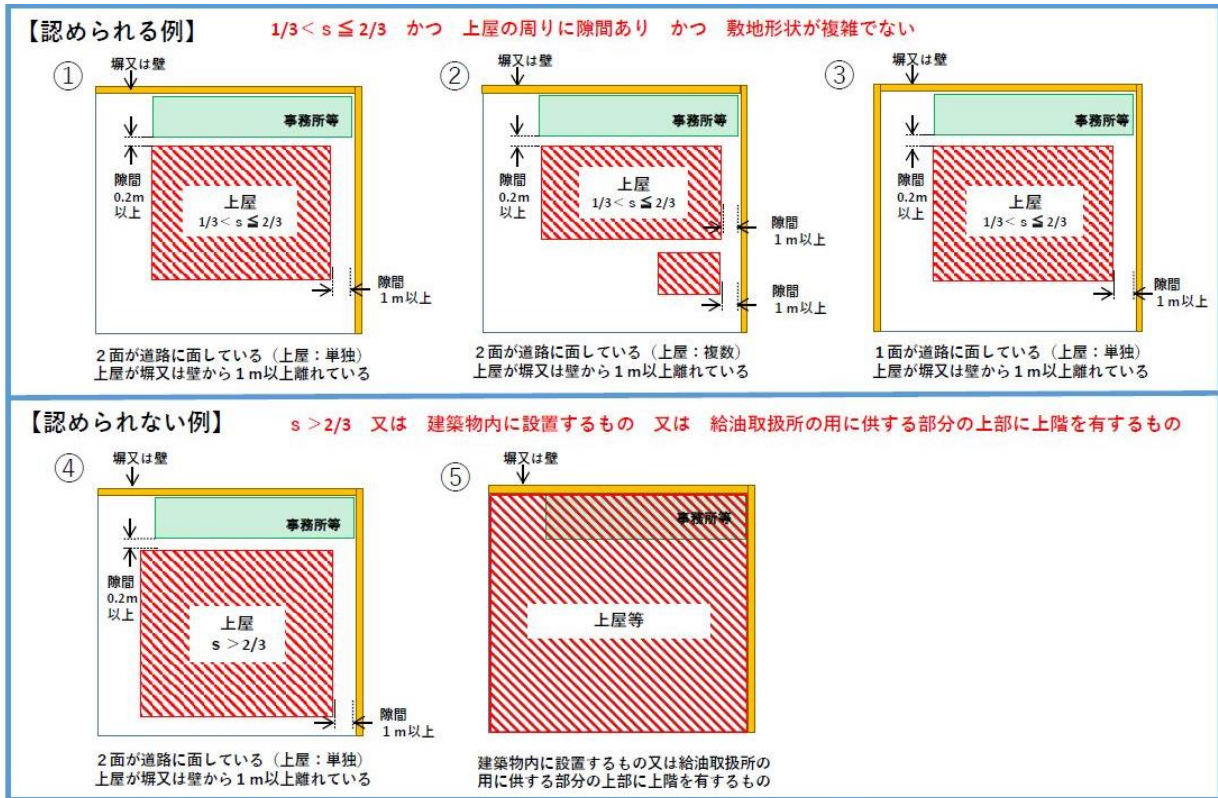 【認められる例】 1/3< s ≦ 2/3 かつ 上屋の周りに隙間あり かつ 敷地形状が複雑でない
①
塀又は壁
事務所等
隙間
0.2m
以上
上屋
1/3< s ≦ 2/3
隙間
1m以上
2面が道路に面している(上屋:単独)
上屋が塀又は壁から1m以上離れている
②
塀又は壁
事務所等
隙間
0.2m
以上
上屋
1/3< s ≦ 2/3
隙間
1m以上
隙間
1m以上
2面が道路に面している(上屋:複数)
上屋が塀又は壁から1m以上離れている
③
塀又は壁
事務所等
隙間
0.2m
以上
上屋
1/3< s ≦ 2/3
隙間
1m以上
1面が道路に面している(上屋:単独)
上屋が塀又は壁から1m以上離れている
【認められない例】 s >2/3 又は 建築物内に設置するもの 又は 給油取扱所の用に供する部分の上部に上階を有するもの
④
塀又は壁
事務所等
隙間
0.2m
以上
上屋
s >2/3
隙間
1m以上
2面が道路に面している(上屋:単独)
上屋が塀又は壁から1m以上離れている
⑤
塀又は壁
事務所等
上屋等
建築物内に設置するもの又は給油取扱所の
用に供する部分の上部に上階を有するもの